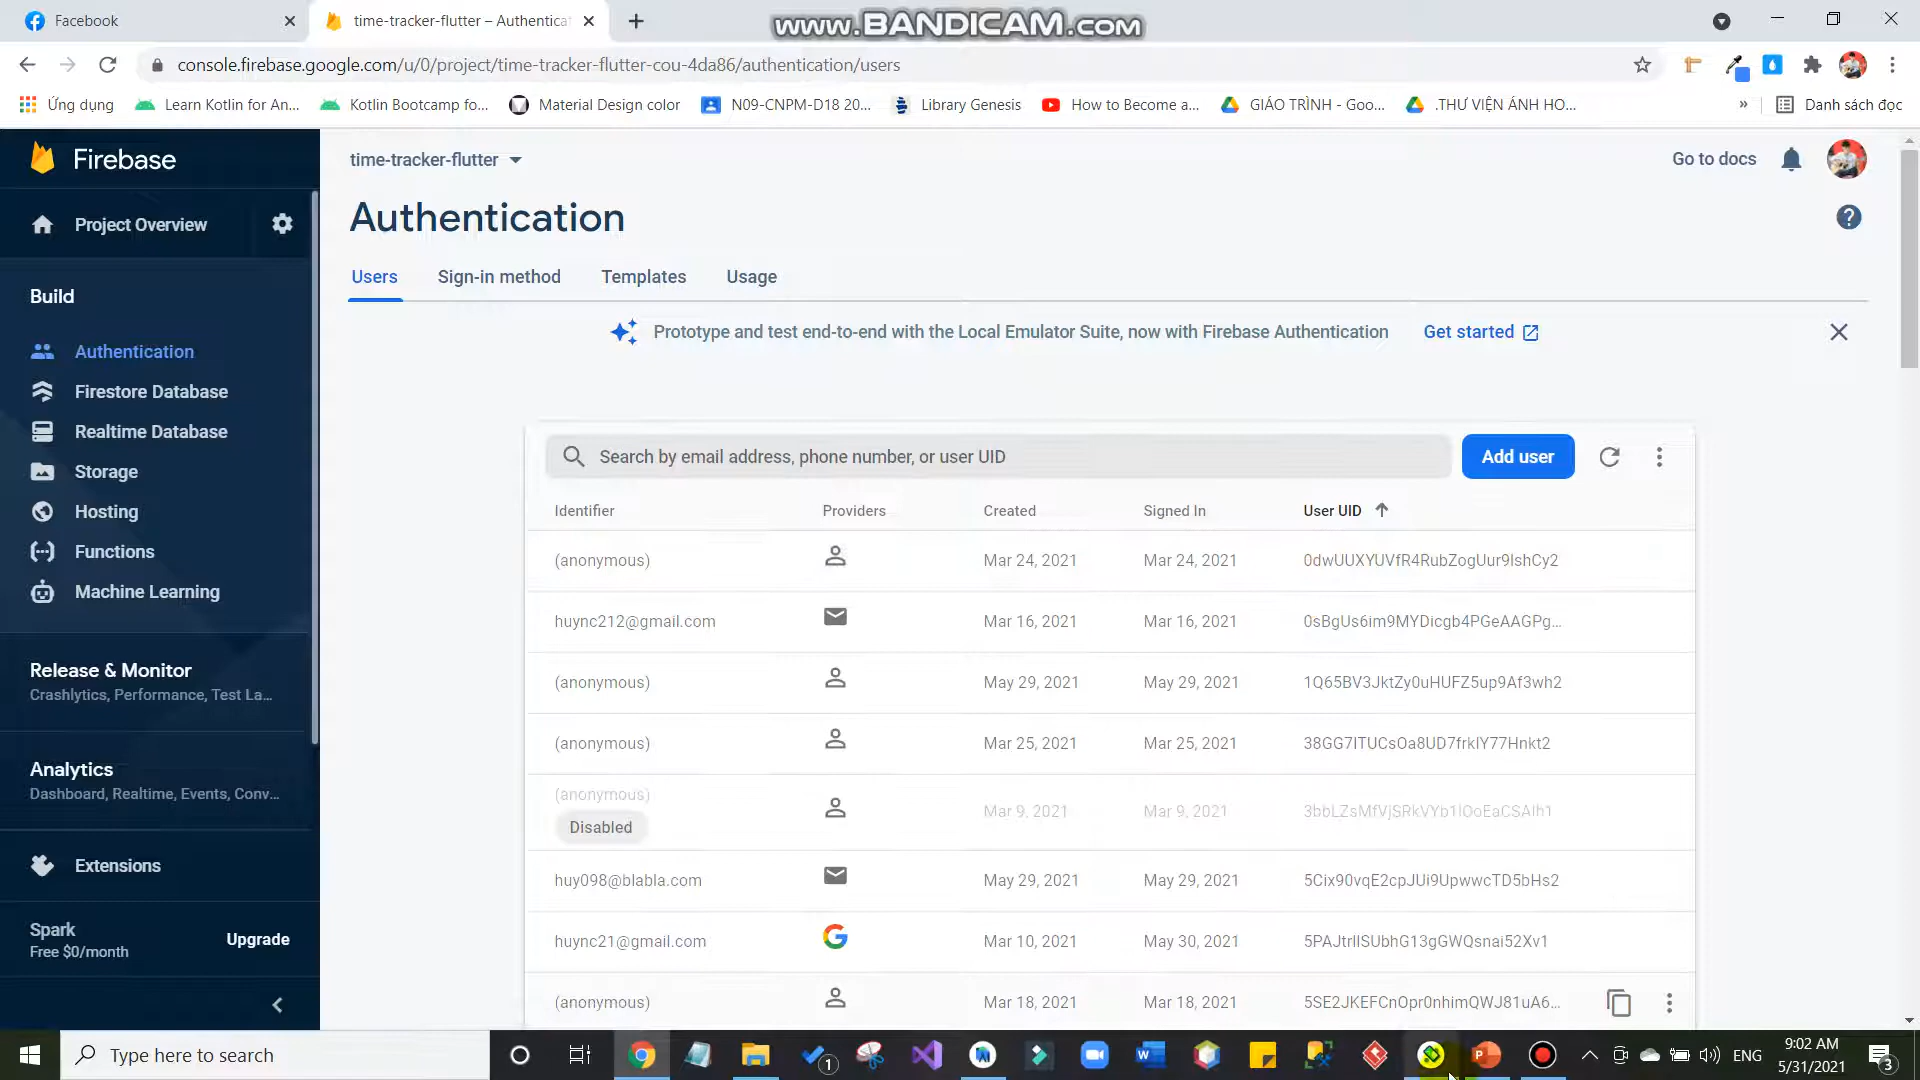 Facebook
time-tracker-flutter – Authenticat
www.BANDICAM.com
console.firebase.google.com/u/0/project/time-tracker-flutter-cou-4da86/authentication/users
Ứng dụng
Learn Kotlin for An...
Kotlin Bootcamp fo...
Material Design color
N09-CNPM-D18 20...
Library Genesis
How to Become a...
GIÁO TRÌNH - Goo...
.THƯ VIỆN ẢNH HO...
»
Danh sách đọc
Firebase
time-tracker-flutter
Go to docs
Project Overview
Authentication
Users
Sign-in method
Templates
Usage
Build
Authentication
Firestore Database
Realtime Database
Storage
Hosting
Functions
Machine Learning
Release & Monitor
Crashlytics, Performance, Test La...
Analytics
Dashboard, Realtime, Events, Conv...
Extensions
Spark
Free $0/month
Upgrade
Prototype and test end-to-end with the Local Emulator Suite, now with Firebase Authentication
Get started
Search by email address, phone number, or user UID
Add user
Identifier Providers Created Signed In User UID
(anonymous) Mar 24, 2021 Mar 24, 2021 0dwUUXYUVfR4RubZogUur9IshCy2
huync212@gmail.com Mar 16, 2021 Mar 16, 2021 0sBgUs6im9MYDicgb4PGeAAGPg...
(anonymous) May 29, 2021 May 29, 2021 1Q65BV3JktZy0uHUFZ5up9Af3wh2
(anonymous) Mar 25, 2021 Mar 25, 2021 38GG7ITUCsOa8UD7frkIY77Hnkt2
(anonymous)
Disabled
Mar 9, 2021 Mar 9, 2021 3bbLZsMfVjSRkVYb1lOoEaCSAlh1
huy098@blabla.com May 29, 2021 May 29, 2021 5Cix90vqE2cpJUi9UpwwcTD5bHs2
huync21@gmail.com Mar 10, 2021 May 30, 2021 5PAJtrlISUbhG13gGWQsnai52Xv1
(anonymous) Mar 18, 2021 Mar 18, 2021 5SE2JKEFCnOpr0nhimQWJ81uA6...
Type here to search
1
ENG
9:02 AM
5/31/2021
3